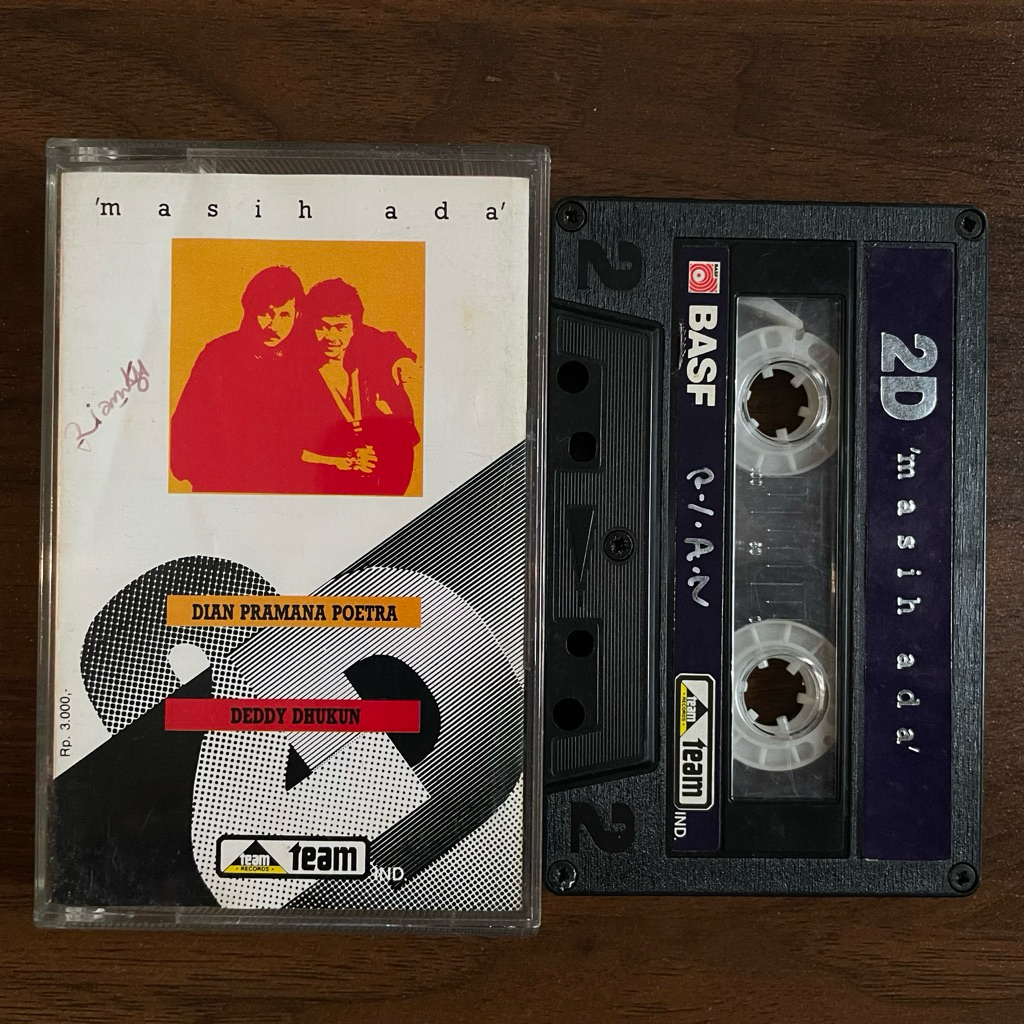 'masih ada'
DIAN PRAMANA POETRA
DEDDY DHUKUN
Rp. 3.000,-
team
RECORDS
team
IND.
2
2
BASF
BASF
R.I.A.N
team
RECORDS
team
IND.
2D 'masih ada'